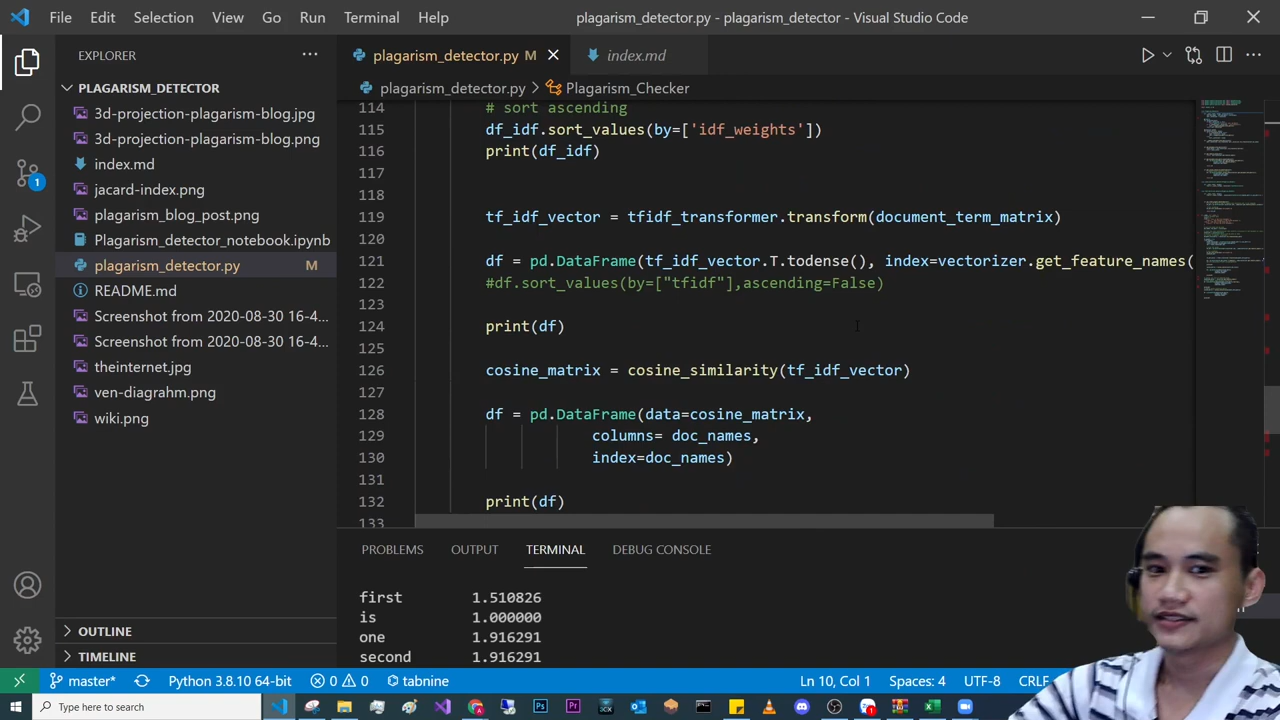 File Edit Selection View Go Run Terminal Help
plagarism_detector.py - plagarism_detector - Visual Studio Code
EXPLORER
PLAGARISM_DETECTOR
3d-projection-plagarism-blog.jpg
3d-projection-plagarism-blog.png
index.md
jacard-index.png
plagarism_blog_post.png
Plagarism_detector_notebook.ipynb
plagarism_detector.py M
README.md
Screenshot from 2020-08-30 16-4...
Screenshot from 2020-08-30 16-4...
theinternet.jpg
ven-diagrahm.png
wiki.png
OUTLINE
TIMELINE
1
plagarism_detector.py M
index.md
plagarism_detector.py > Plagarism_Checker
114 # sort ascending
115 df_idf.sort_values(by=['idf_weights'])
116 print(df_idf)
117
118
119 tf_idf_vector = tfidf_transformer.transform(document_term_matrix)
120
121 df = pd.DataFrame(tf_idf_vector.T.todense(), index=vectorizer.get_feature_names(
122 #df.sort_values(by=["tfidf"],ascending=False)
123
124 print(df)
125
126 cosine_matrix = cosine_similarity(tf_idf_vector)
127
128 df = pd.DataFrame(data=cosine_matrix,
129 columns= doc_names,
130 index=doc_names)
131
132 print(df)
133
PROBLEMS OUTPUT TERMINAL DEBUG CONSOLE
first 1.510826
is 1.000000
one 1.916291
second 1.916291
master* Python 3.8.10 64-bit 0 0 tabnine
Ln 10, Col 1 Spaces: 4 UTF-8 CRLF
Type here to search